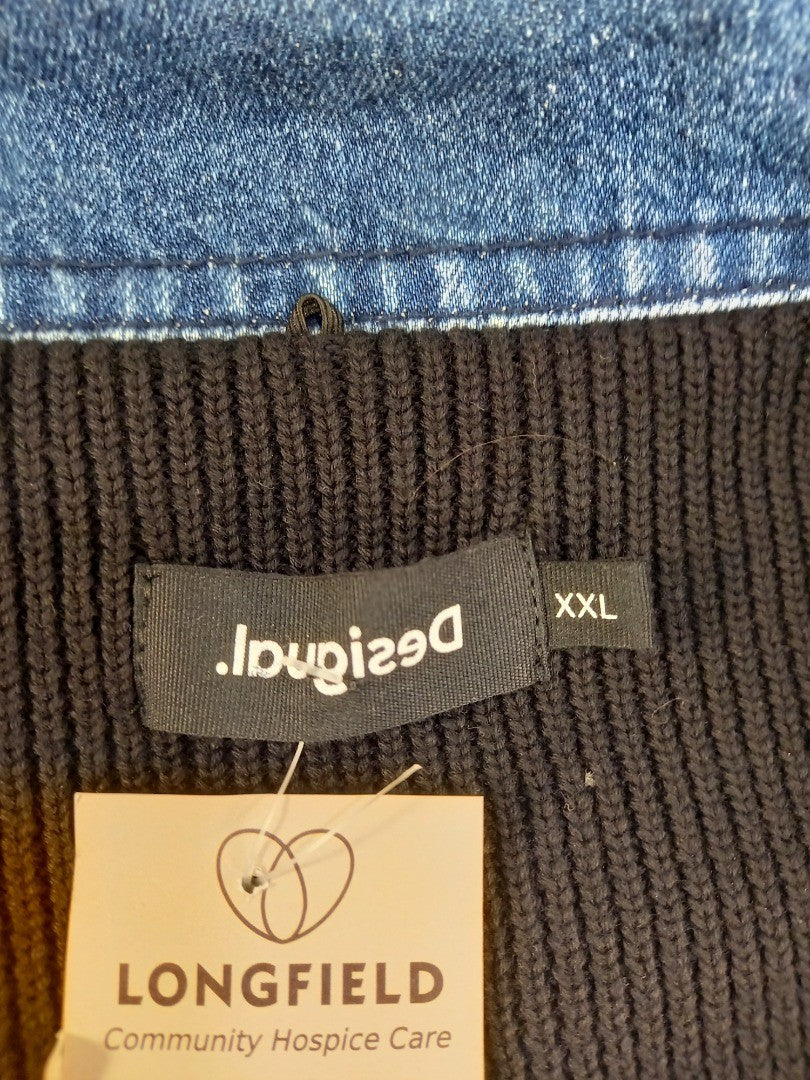 Desigual.
XXL
LONGFIELD
Community Hospice Care